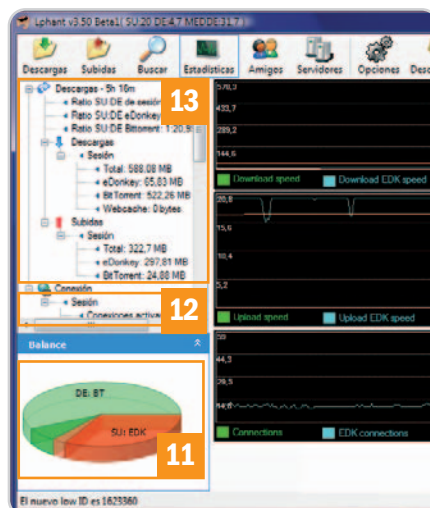 Lphant v3.50 Beta1( SU:20 DE:4.7 MEDDE:31.7)
Descargas Subidas Buscar Estadísticas Amigos Servidores Opciones
Descargas - 5h 16m
Ratio SU:DE de sesión
Ratio SU:DE eDonkey
Ratio SU:DE Bittorrent: 1:20,9
Descargas
Sesión
Total: 588,08 MB
eDonkey: 65,83 MB
BitTorrent: 522,26 MB
Webcache: 0 bytes
Subidas
Sesión
Total: 322,7 MB
eDonkey: 297,81 MB
BitTorrent: 24,88 MB
Conexión
Sesión
13
12
Balance
DE: BT
SU: EDK
11
578,3
433,7
289,2
144,6
Download speed Download EDK speed
20,8
15,6
10,4
5,2
Upload speed Upload EDK speed
59
44,3
29,5
Connections EDK connections
El nuevo low ID es 1623360